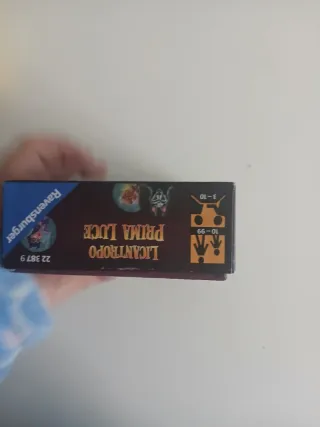 Ravensburger
22 387 9
LICANTROPO
PRIMA LUCE
10-99
3-10